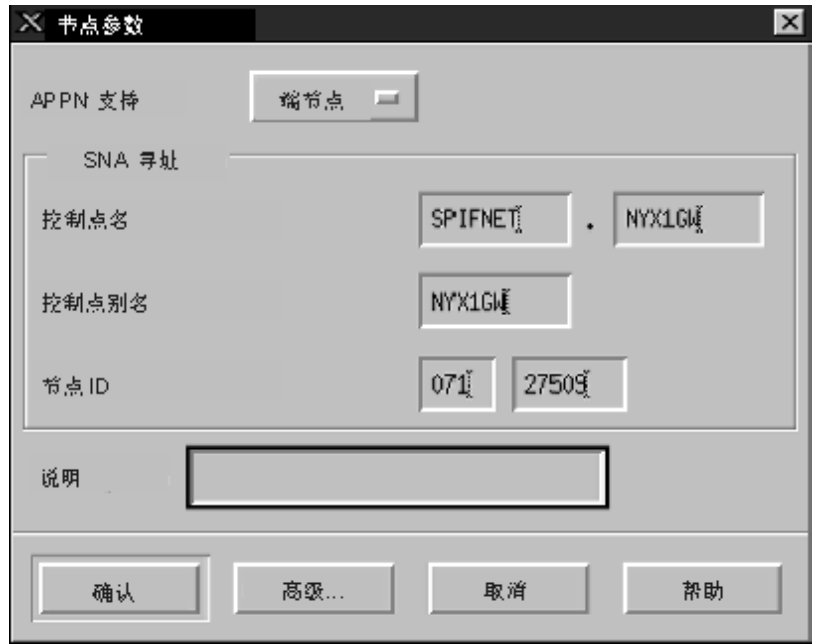 节点参数
APPN 支持 端节点
SNA 寻址
控制点名 SPIFNET . NYX1GW
控制点别名 NYX1GW
节点 ID 071 27509
说明
确认 高级... 取消 帮助